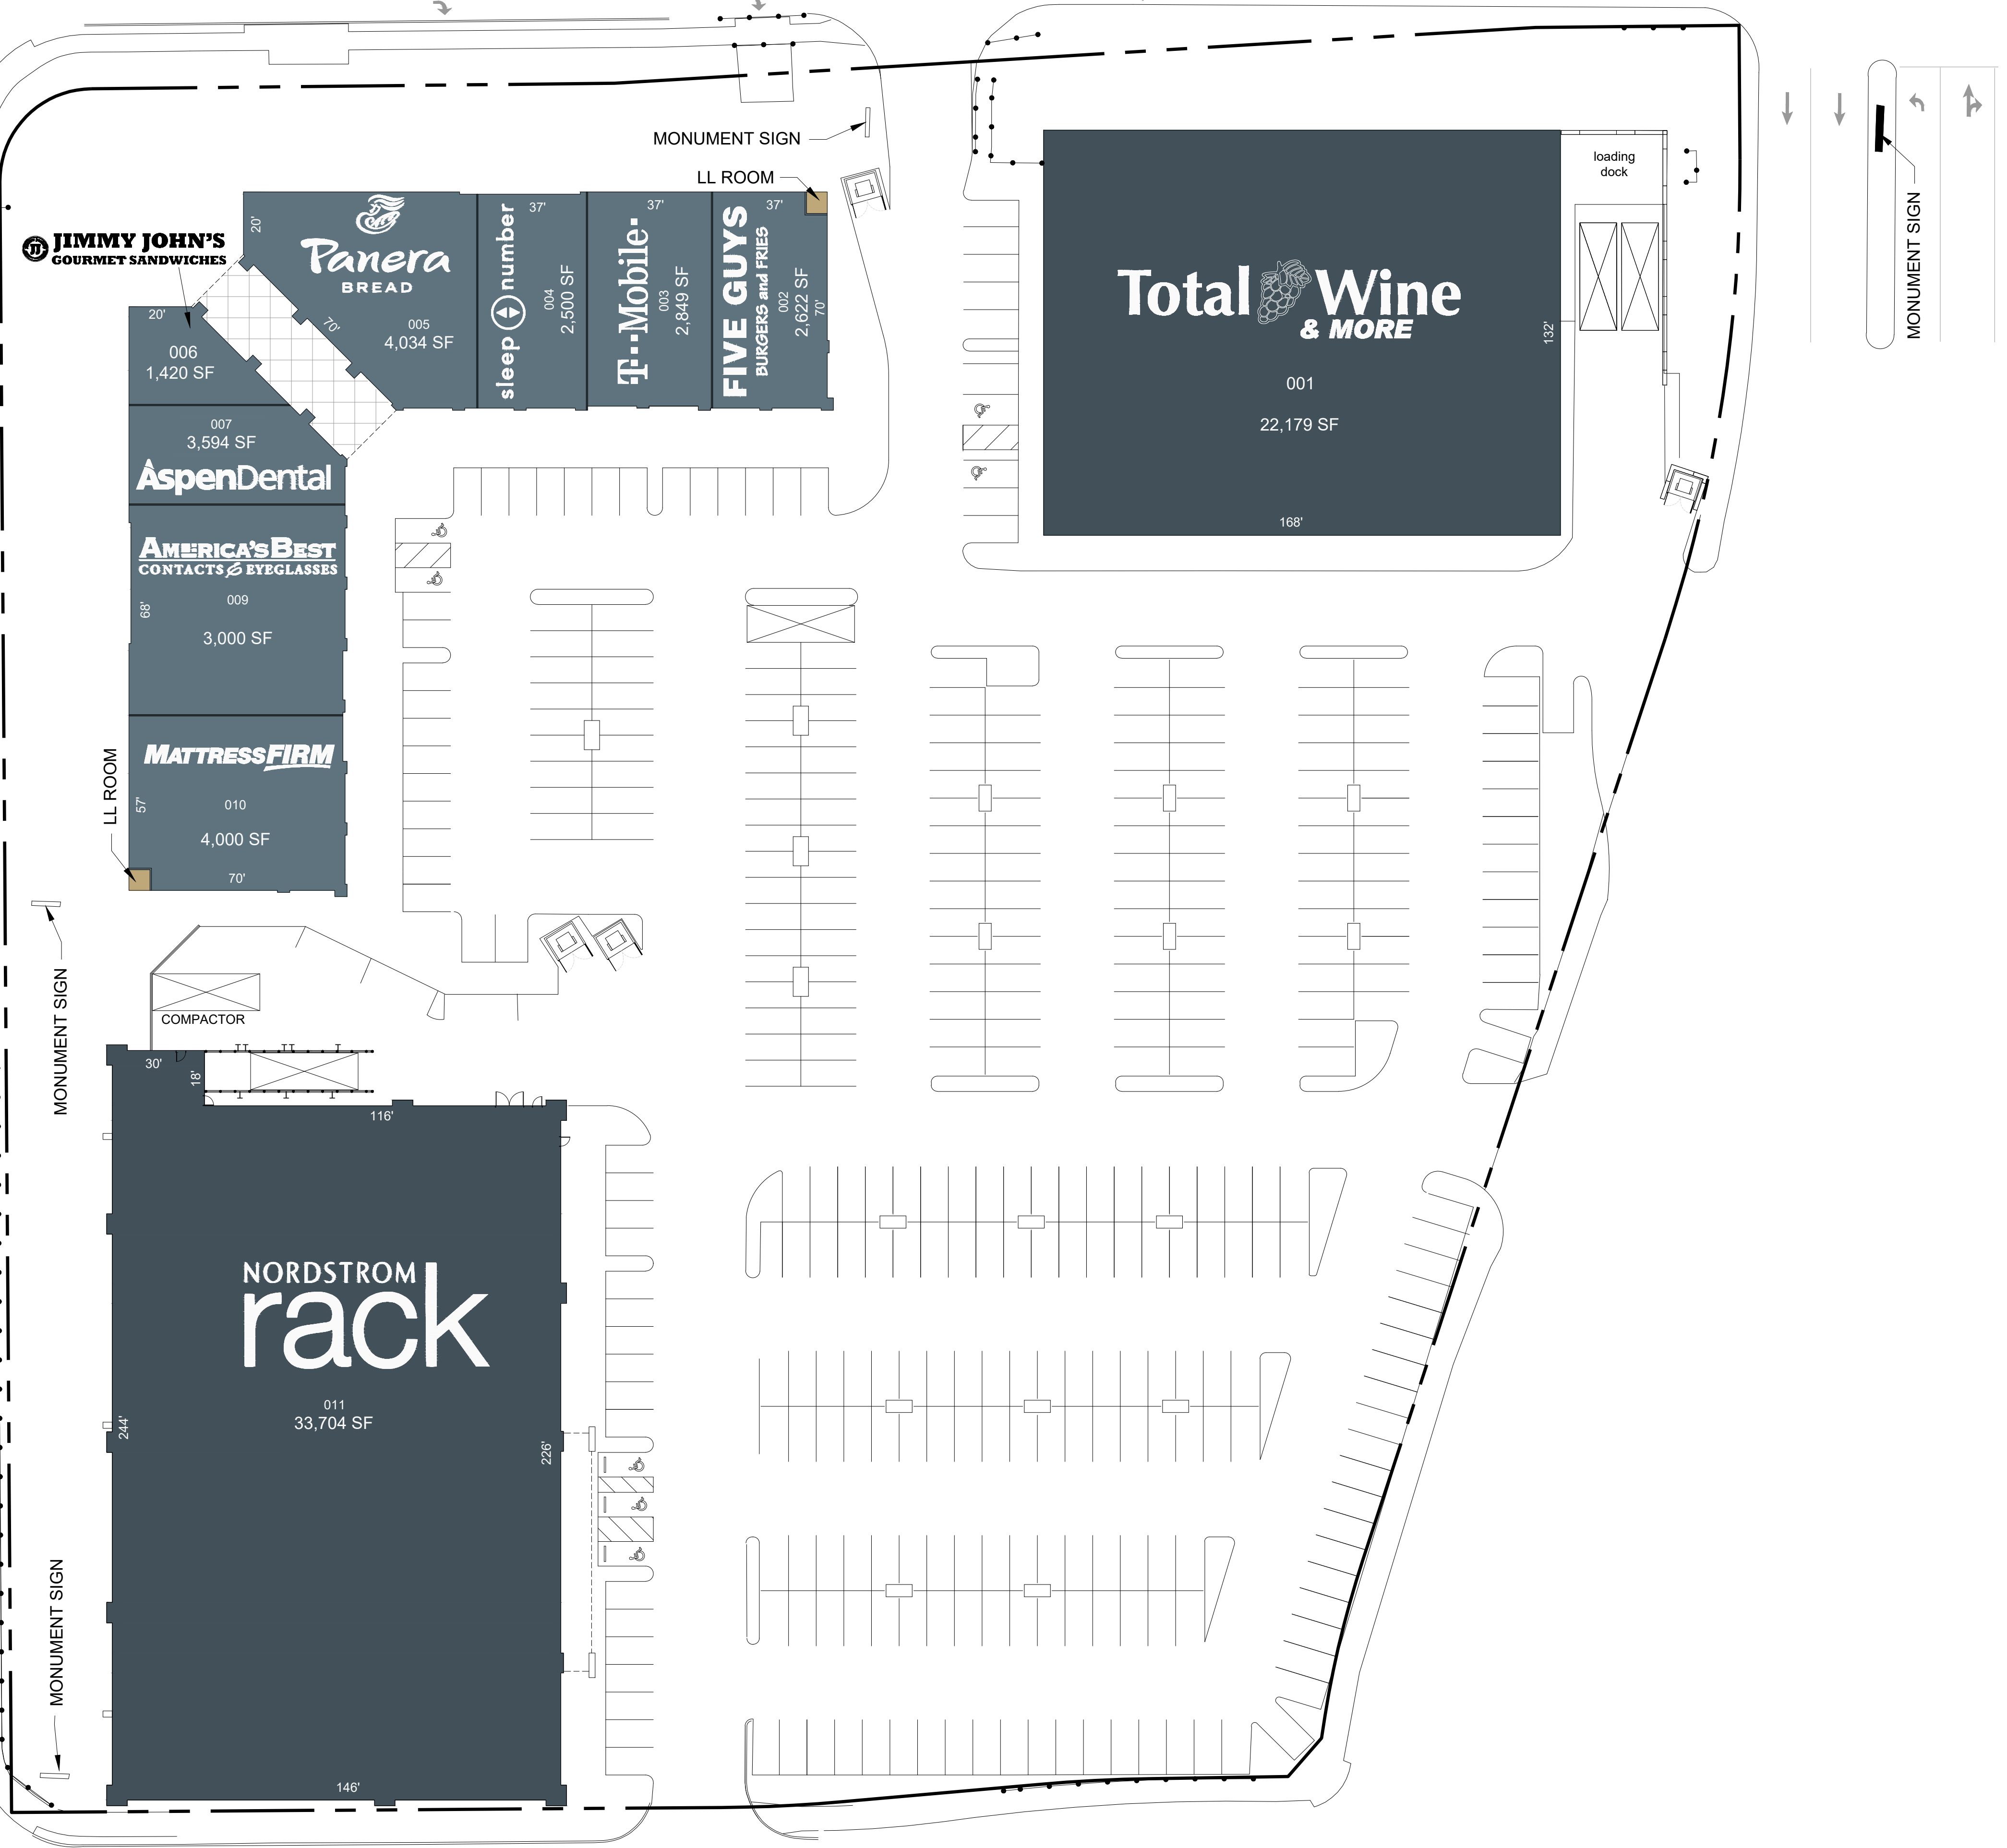 MONUMENT SIGN
LL ROOM
JIMMY JOHN'S
GOURMET SANDWICHES
JJ
20'
Panera
BREAD
70'
005
4,034 SF
sleep number
37'
004
2,500 SF
T-Mobile
37'
003
2,849 SF
FIVE GUYS
BURGERS and FRIES
37'
002
2,622 SF
70'
20'
006
1,420 SF
007
3,594 SF
AspenDental
AMERICA'S BEST
CONTACTS & EYEGLASSES
009
68'
3,000 SF
MATTRESSFIRM
010
57'
4,000 SF
70'
LL ROOM
Total Wine
& MORE
132'
001
22,179 SF
168'
loading
dock
MONUMENT SIGN
MONUMENT SIGN
COMPACTOR
30'
18'
116'
NORDSTROM
rack
011
33,704 SF
244'
226'
146'
MONUMENT SIGN